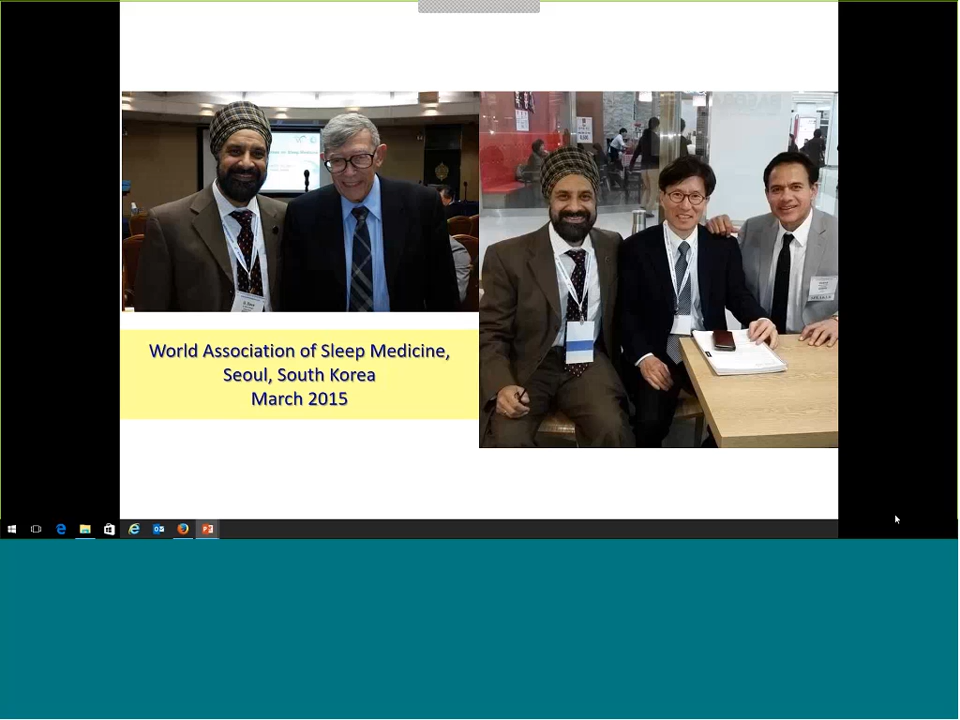 World Association of Sleep Medicine,
Seoul, South Korea
March 2015